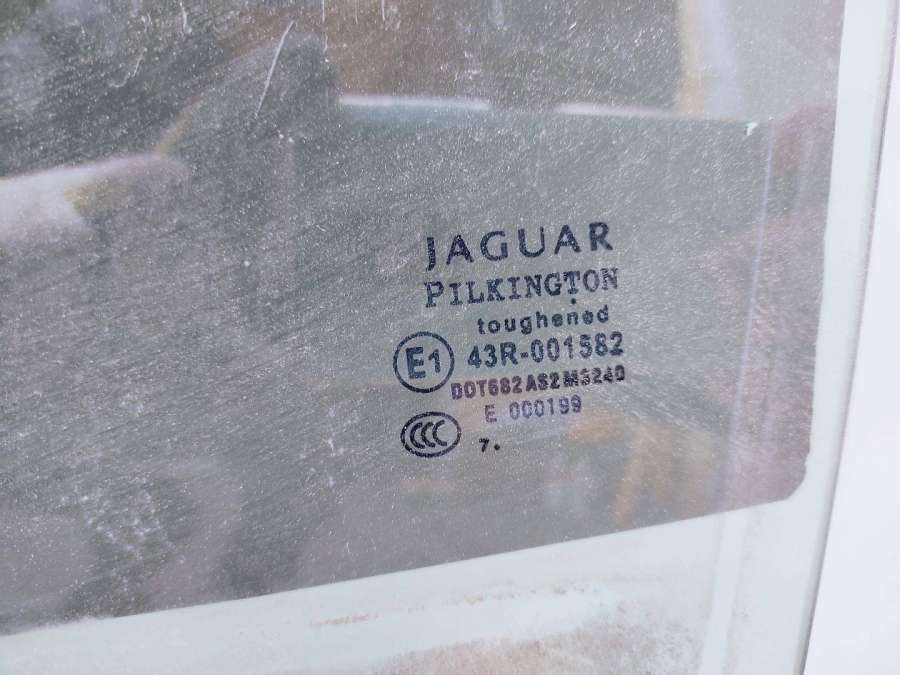 JAGUAR
PILKINGTON
toughened
E1 43R-001582
DOT682 AS2 M3240
E 000199
CCC 7.